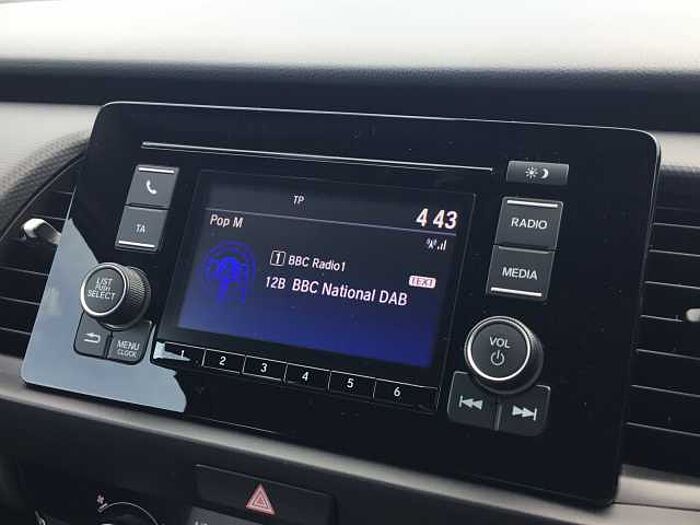 TP
Pop M
4 43
1 BBC Radio1
TEXT
12B BBC National DAB
TA
LIST
PUSH
SELECT
MENU
CLOCK
RADIO
MEDIA
VOL
1 2 3 4 5 6